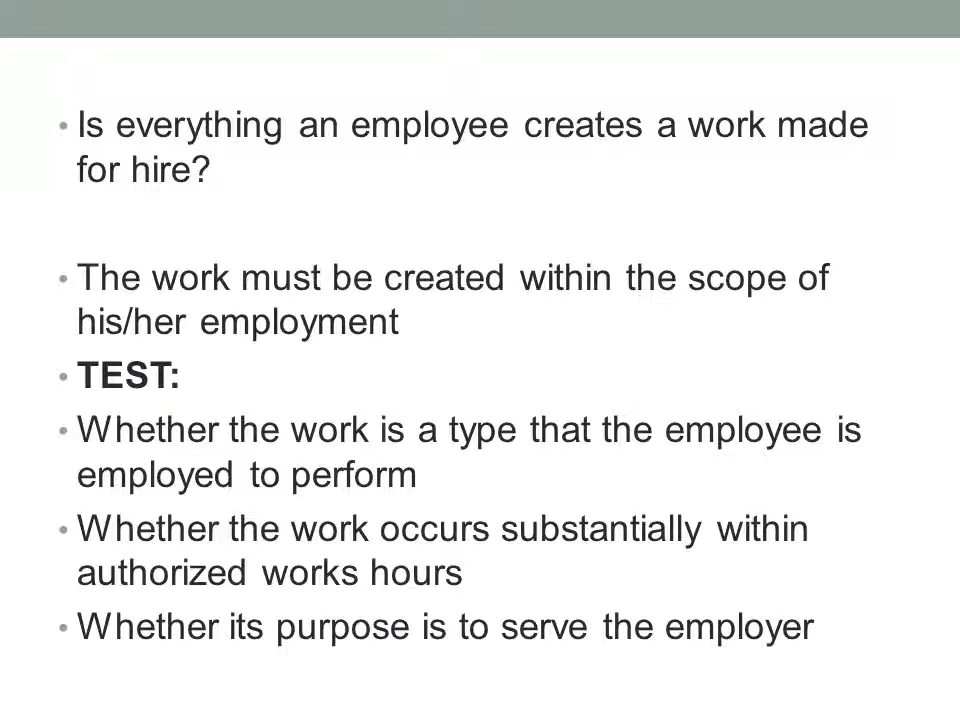 • Is everything an employee creates a work made
for hire?
• The work must be created within the scope of
his/her employment
• TEST:
• Whether the work is a type that the employee is
employed to perform
• Whether the work occurs substantially within
authorized works hours
• Whether its purpose is to serve the employer